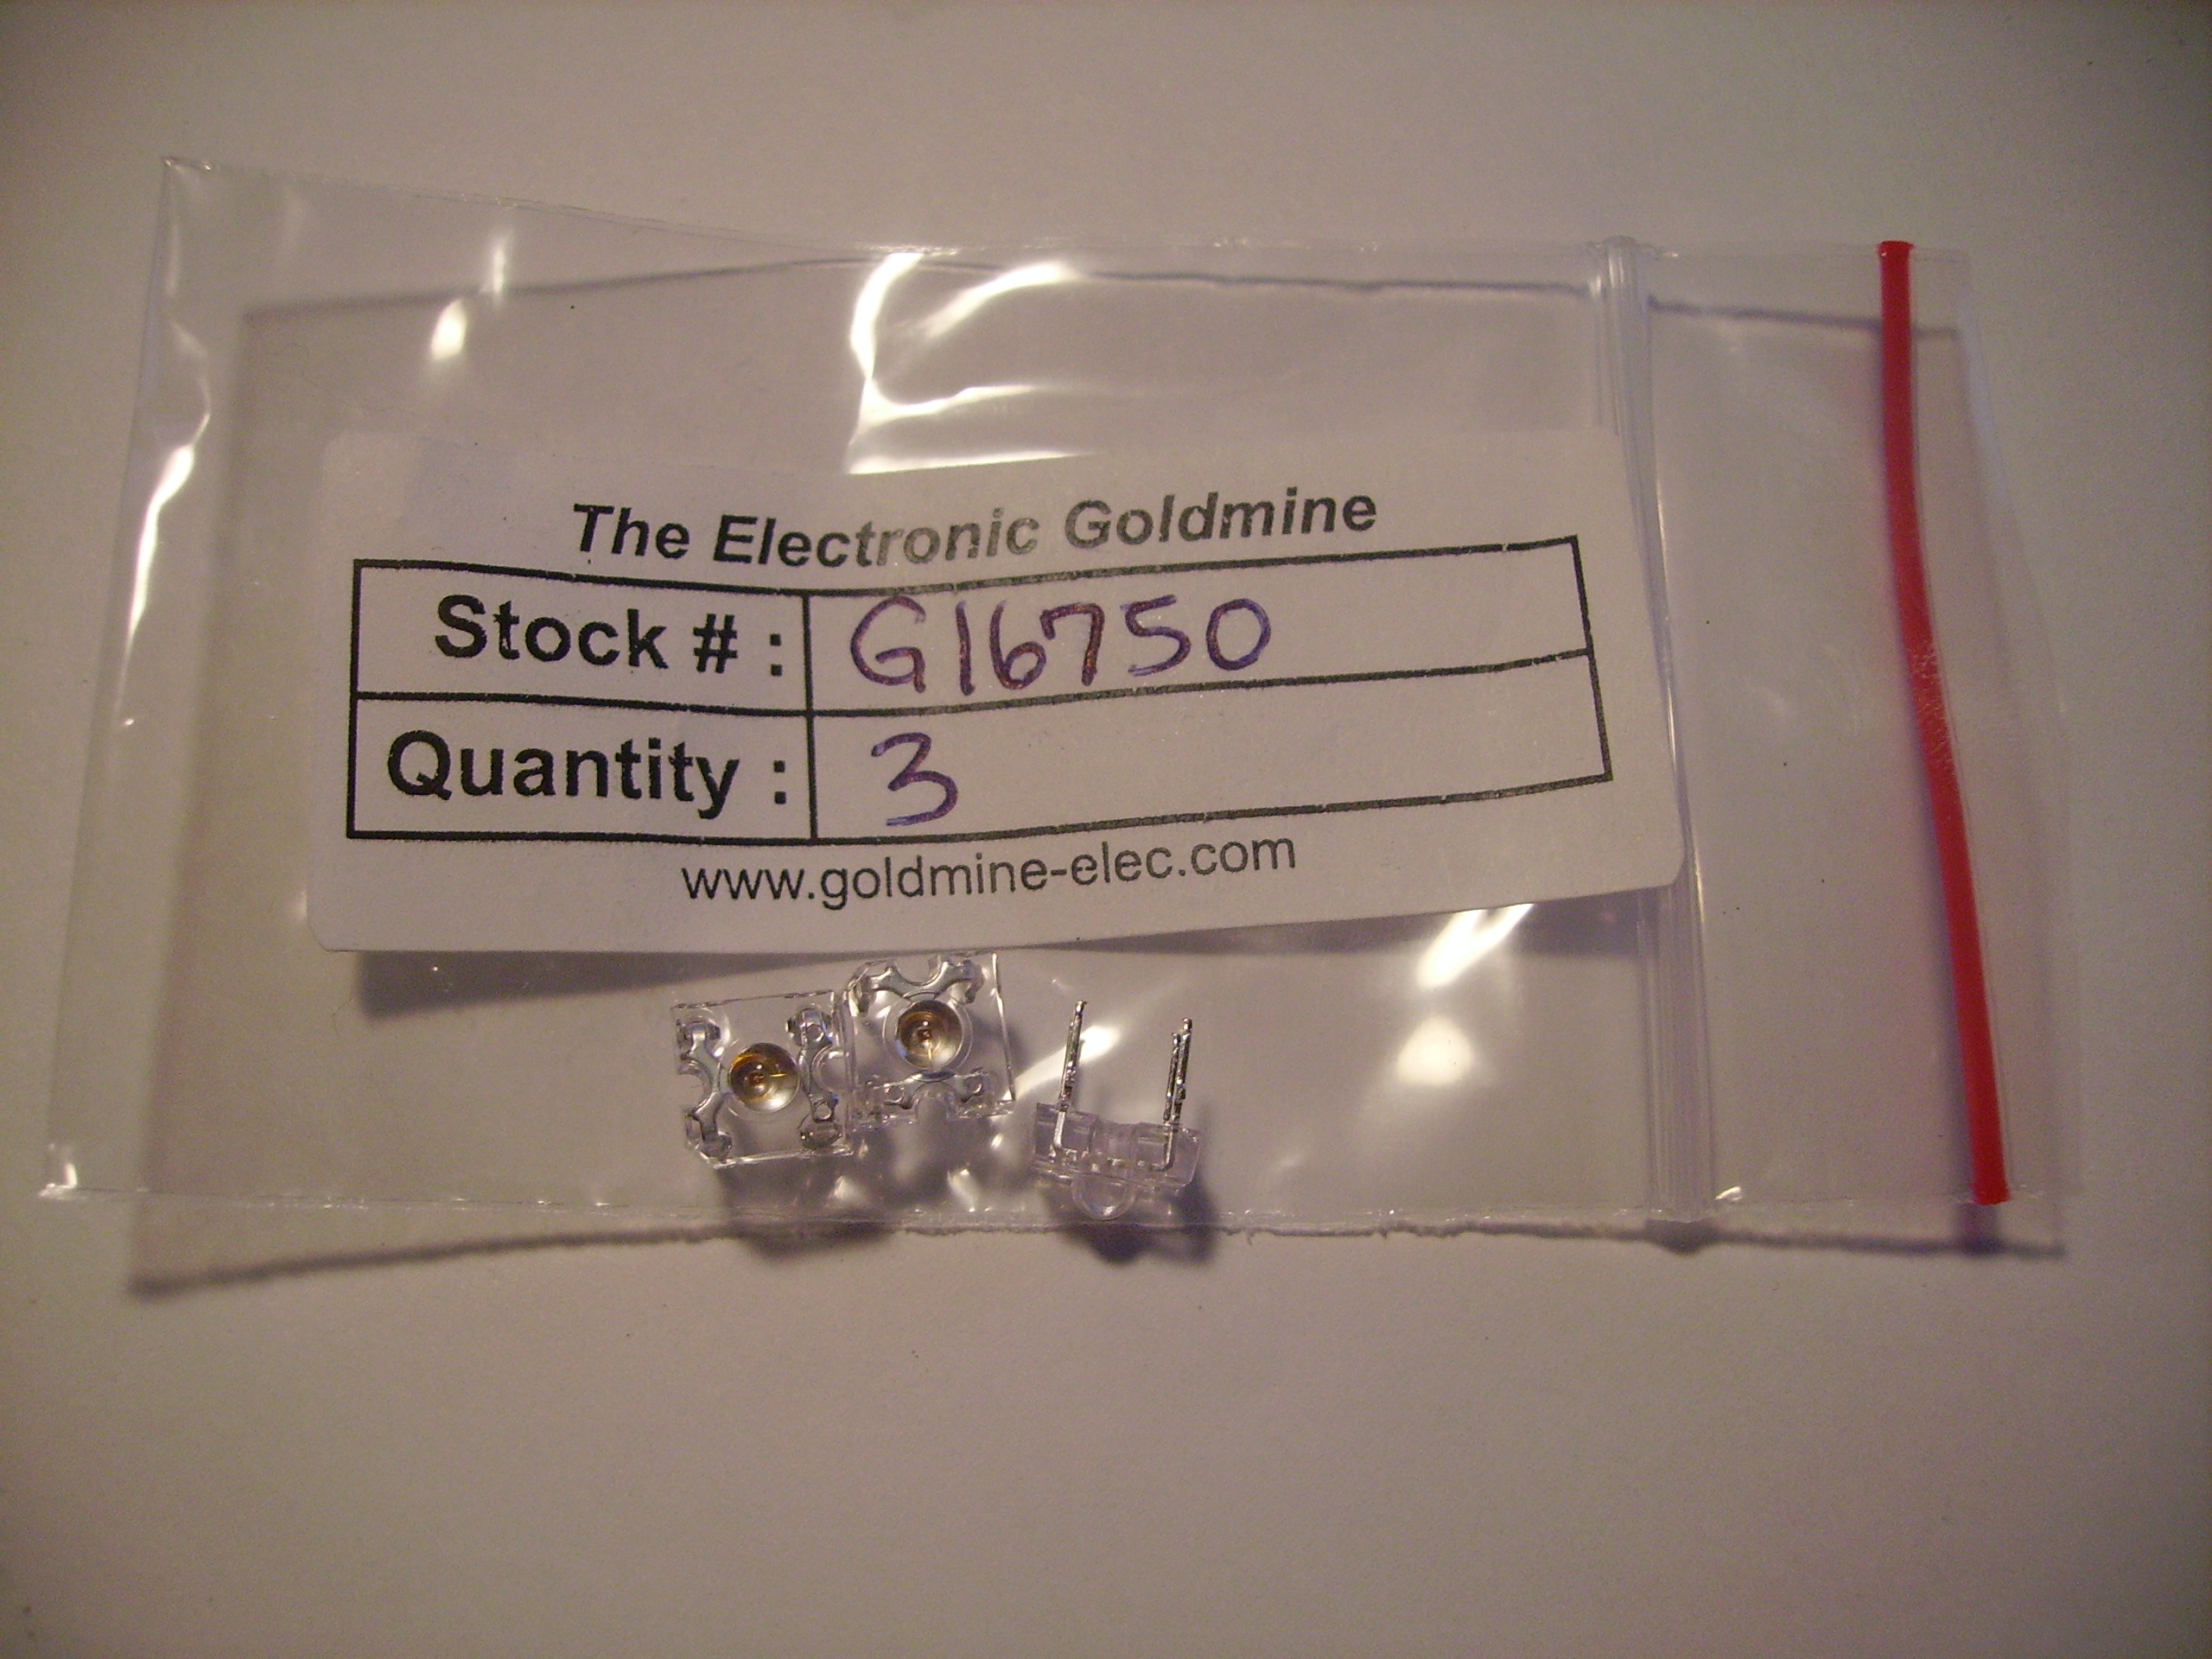 The Electronic Goldmine
Stock # : G16750
Quantity : 3
www.goldmine-elec.com